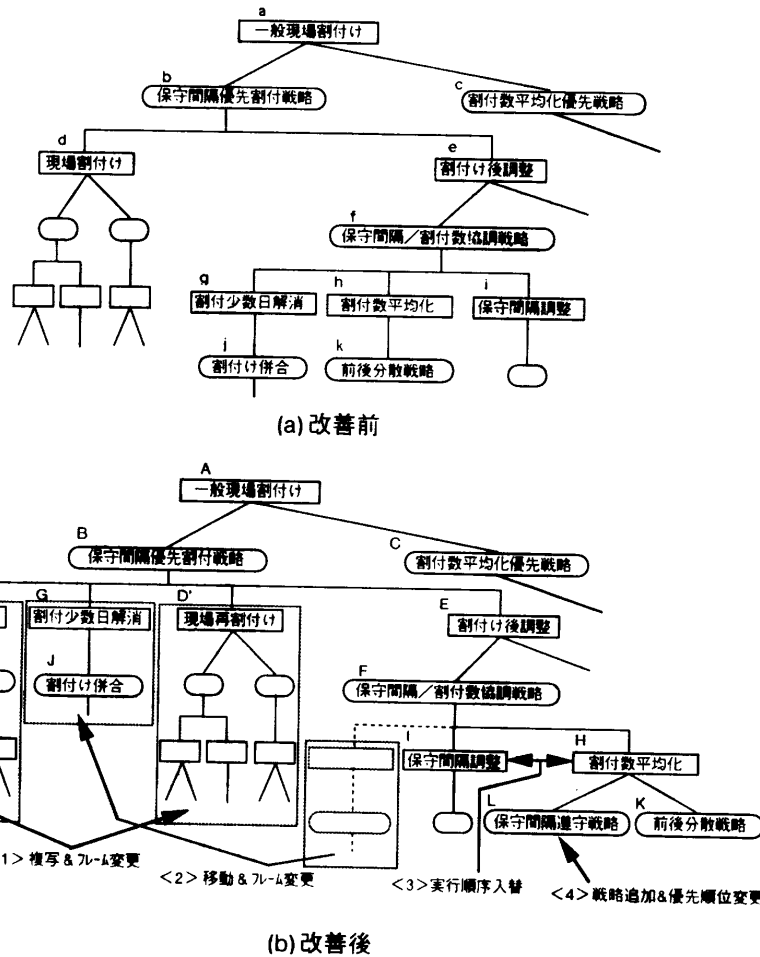 a
一般現場割付け
b
保守間隔優先割付戦略
c
割付数平均化優先戦略
d
現場割付け
e
割付け後調整
f
保守間隔／割付数協調戦略
g
割付少数日解消
h
割付数平均化
i
保守間隔調整
j
割付け併合
k
前後分散戦略
(a) 改善前
A
一般現場割付け
B
保守間隔優先割付戦略
C
割付数平均化優先戦略
G
割付少数日解消
D'
現場再割付け
E
割付け後調整
J
割付け併合
F
保守間隔／割付数協調戦略
I
保守間隔調整
H
割付数平均化
L
保守間隔遵守戦略
K
前後分散戦略
1＞複写＆フレーム変更
＜2＞移動＆フレーム変更
＜3＞実行順序入替
＜4＞戦略追加＆優先順位変更
(b) 改善後